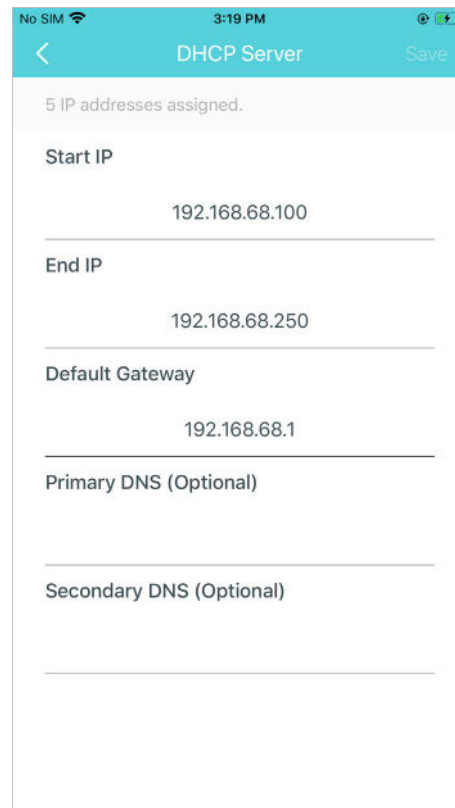 No SIM 3:19 PM
DHCP Server Save
5 IP addresses assigned.
Start IP
192.168.68.100
End IP
192.168.68.250
Default Gateway
192.168.68.1
Primary DNS (Optional)
Secondary DNS (Optional)